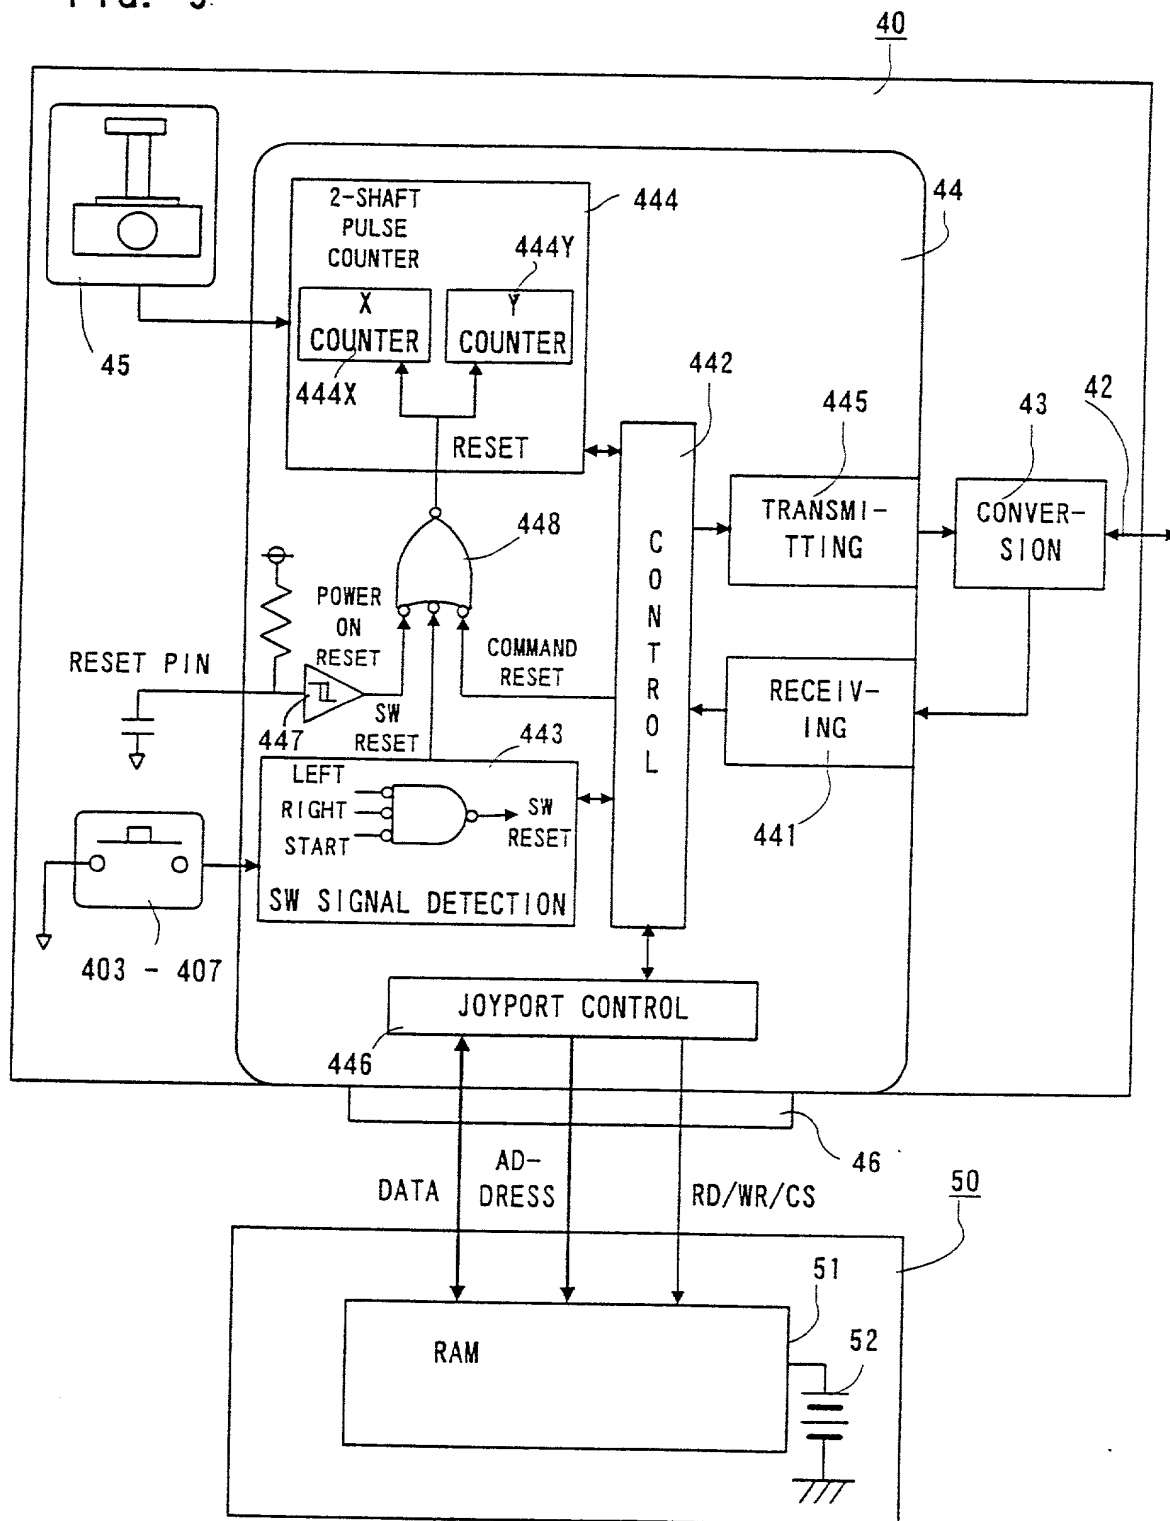 40
2-SHAFT
PULSE
COUNTER
444
44
444Y
X
COUNTER
Y
COUNTER
45
444X
442
445
43
42
RESET
TRANSMI-
TTING
CONVER-
SION
448
CONTROL
POWER
ON
RESET
COMMAND
RESET
RESET PIN
RECEIV-
ING
447
SW
RESET
443
LEFT
RIGHT
START
SW
RESET
441
SW SIGNAL DETECTION
403 - 407
JOYPORT CONTROL
446
46
DATA
AD-
DRESS
RD/WR/CS
50
51
RAM
52